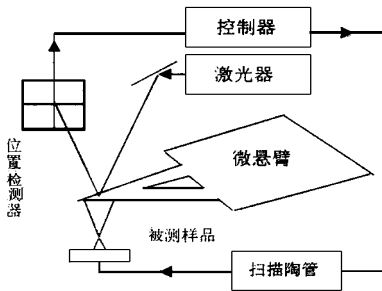 控制器
激光器
位置检测器
微悬臂
被测样品
扫描陶管